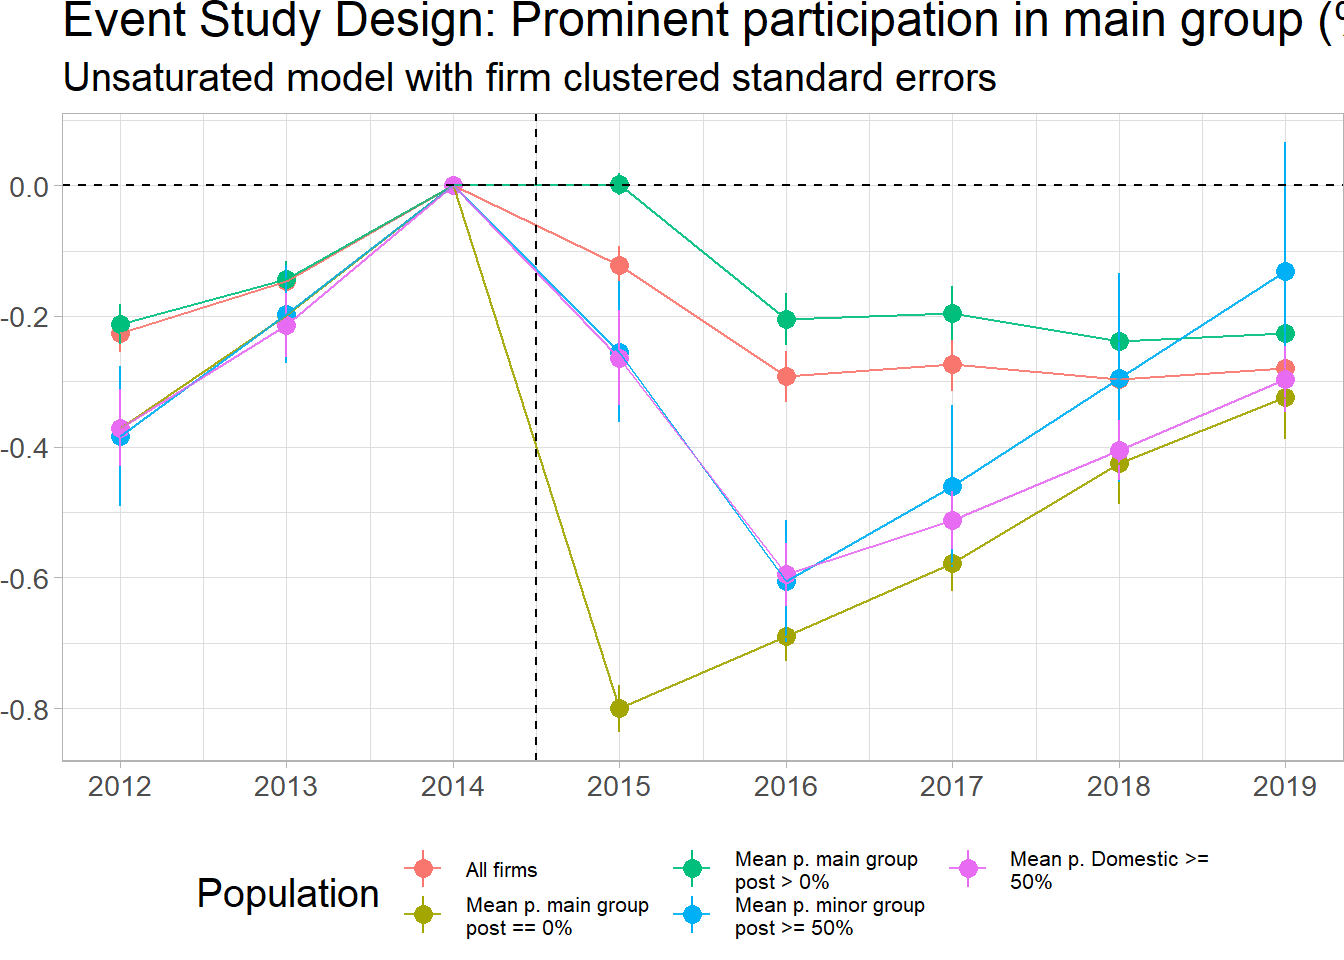 Event Study Design: Prominent participation in main group (%
Unsaturated model with firm clustered standard errors
0.0
-0.2
-0.4
-0.6
-0.8
2012 2013 2014 2015 2016 2017 2018 2019
Population
All firms
Mean p. main group
post == 0%
Mean p. main group
post > 0%
Mean p. minor group
post >= 50%
Mean p. Domestic >=
50%